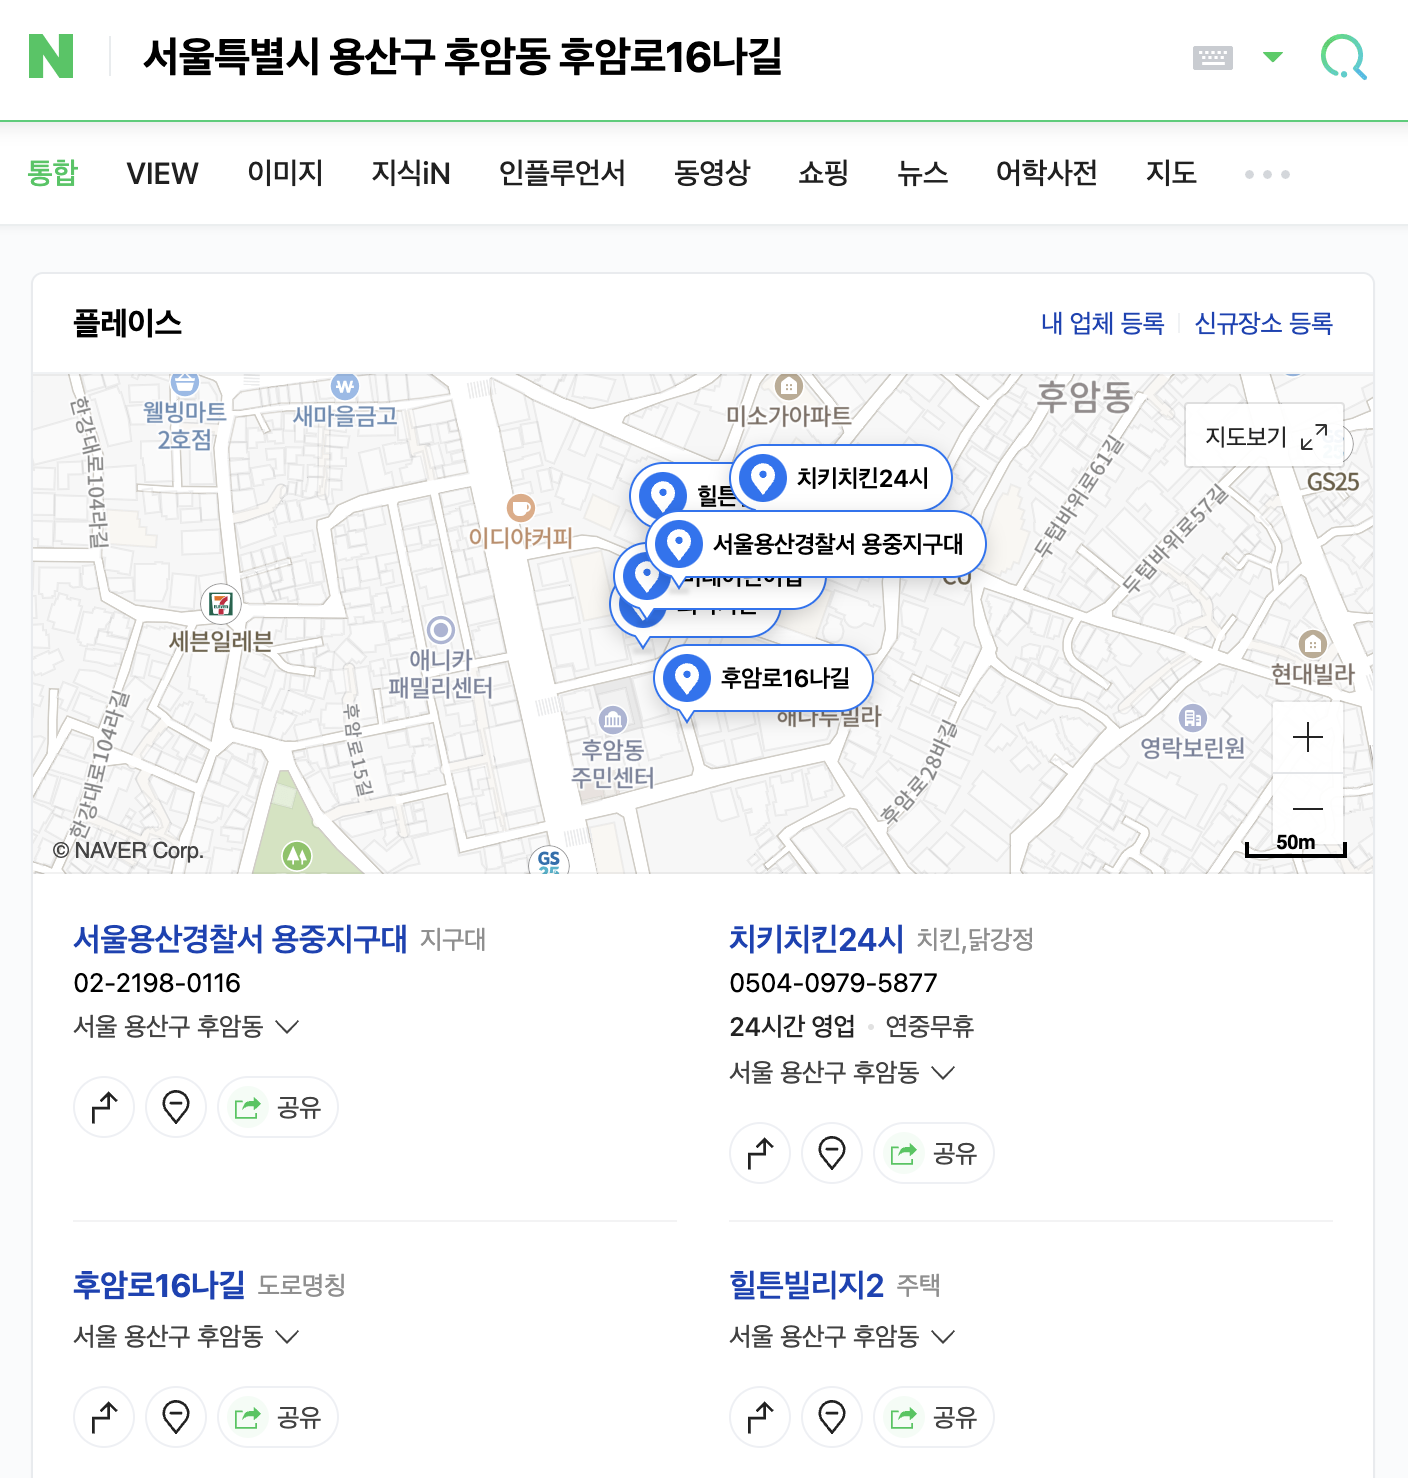 N
서울특별시 용산구 후암동 후암로16나길
통합 VIEW 이미지 지식iN 인플루언서 동영상 쇼핑 뉴스 어학사전 지도
플레이스
내 업체 등록
신규장소 등록
웰빙마트
2호점
새마을금고
미소가아파트
후암동
지도보기
GS25
한강대로104라길
두텁바위로61길
두텁바위로57길
힐튼
치키치킨24시
서울용산경찰서 용중지구대
이디야커피
CU
세븐일레븐
애니카
패밀리센터
현대빌라
후암로16나길
한강대로104라길
후암로15길
후암동
주민센터
후암로28바길
영락보린원
© NAVER Corp.
GS
25
50m
서울용산경찰서 용중지구대 지구대
02-2198-0116
서울 용산구 후암동
공유
치키치킨24시 치킨,닭강정
0504-0979-5877
24시간 영업 연중무휴
서울 용산구 후암동
공유
후암로16나길 도로명칭
서울 용산구 후암동
공유
힐튼빌리지2 주택
서울 용산구 후암동
공유